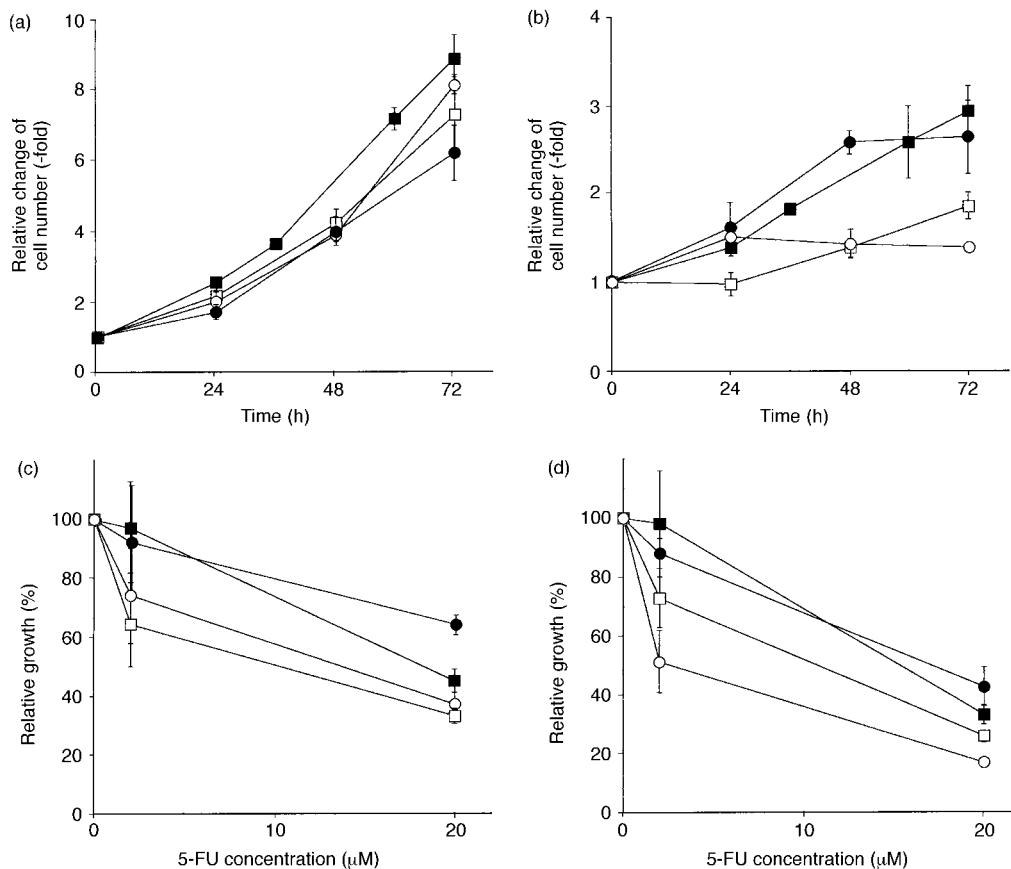 (a)
10
8
6
4
2
0
0
24
48
72
Relative change of
cell number (-fold)
Time (h)
(b)
4
3
2
1
0
0
24
48
72
Relative change of
cell number (-fold)
Time (h)
(c)
100
80
60
40
20
0
0
10
20
Relative growth (%)
5-FU concentration (μM)
(d)
100
80
60
40
20
0
0
10
20
Relative growth (%)
5-FU concentration (μM)